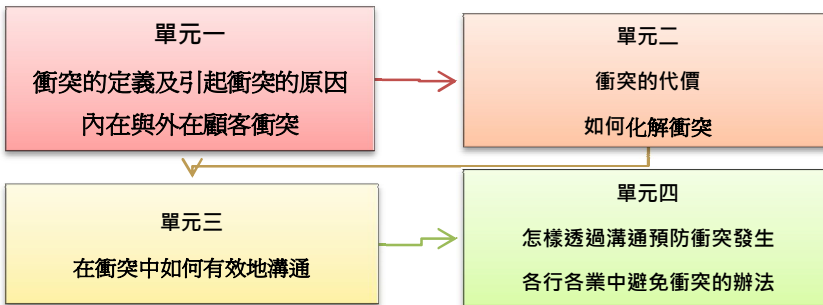 單元一
衝突的定義及引起衝突的原因
內在與外在顧客衝突
單元二
衝突的代價
如何化解衝突
單元三
在衝突中如何有效地溝通
單元四
怎樣透過溝通預防衝突發生
各行各業中避免衝突的辦法